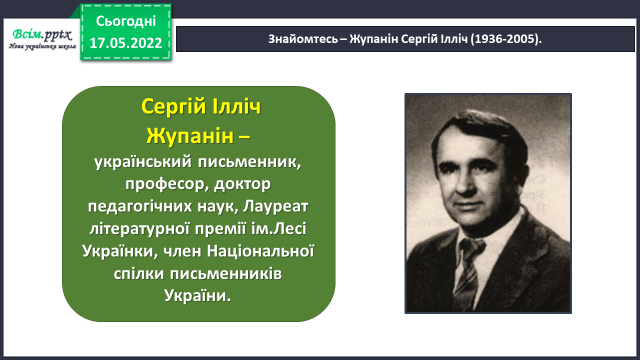 Всім.pptx
Нова українська школа
Сьогодні
17.05.2022
Знайомтесь – Жупанін Сергій Ілліч (1936-2005).
Сергій Ілліч
Жупанін –
український письменник,
професор, доктор
педагогічних наук, Лауреат
літературної премії ім.Лесі
Українки, член Національної
спілки письменників
України.